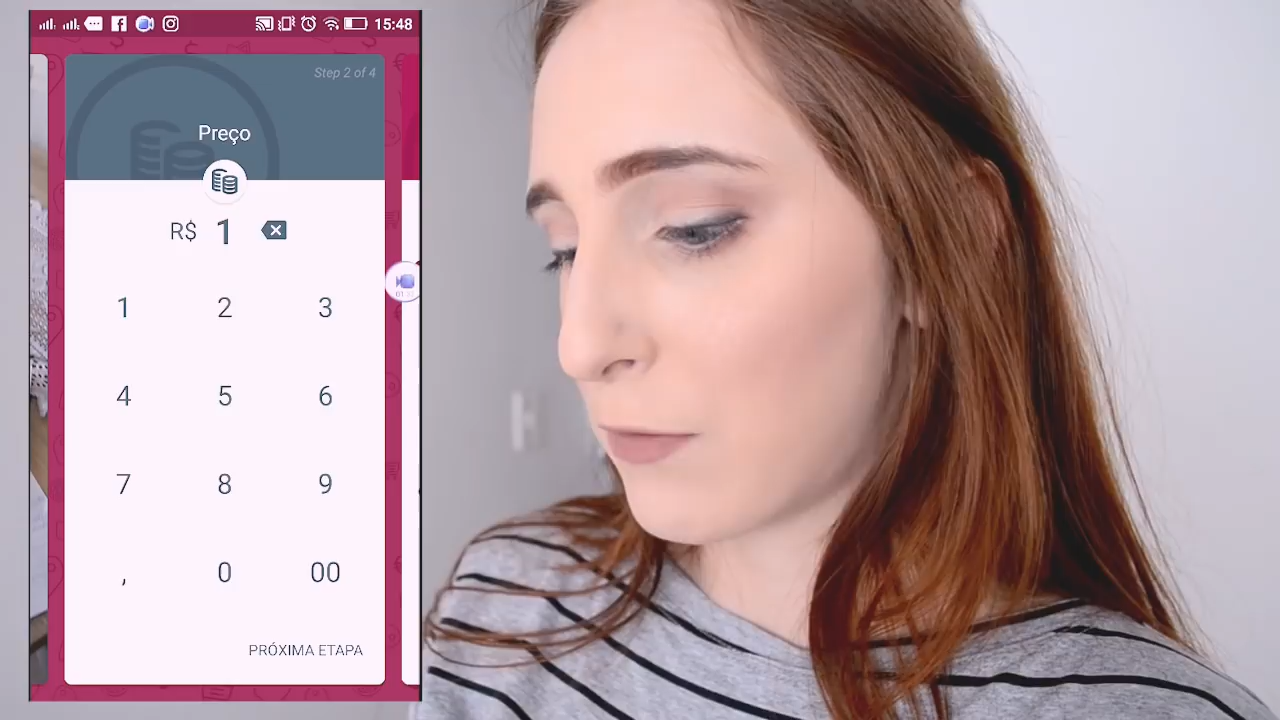 15:48
Step 2 of 4
Preço
R$ 1
1 2 3
4 5 6
7 8 9
, 0 00
PRÓXIMA ETAPA